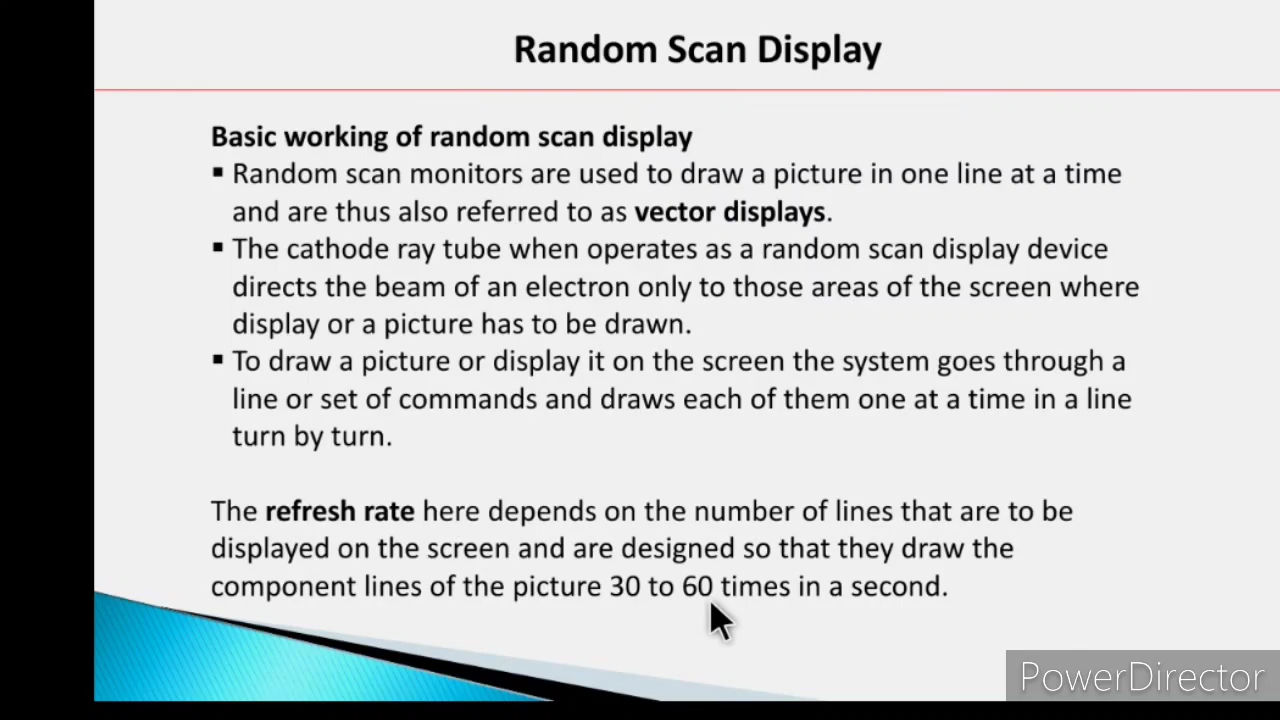 Random Scan Display
Basic working of random scan display
▪ Random scan monitors are used to draw a picture in one line at a time
and are thus also referred to as vector displays.
▪ The cathode ray tube when operates as a random scan display device
directs the beam of an electron only to those areas of the screen where
display or a picture has to be drawn.
▪ To draw a picture or display it on the screen the system goes through a
line or set of commands and draws each of them one at a time in a line
turn by turn.
The refresh rate here depends on the number of lines that are to be
displayed on the screen and are designed so that they draw the
component lines of the picture 30 to 60 times in a second.
PowerDirector